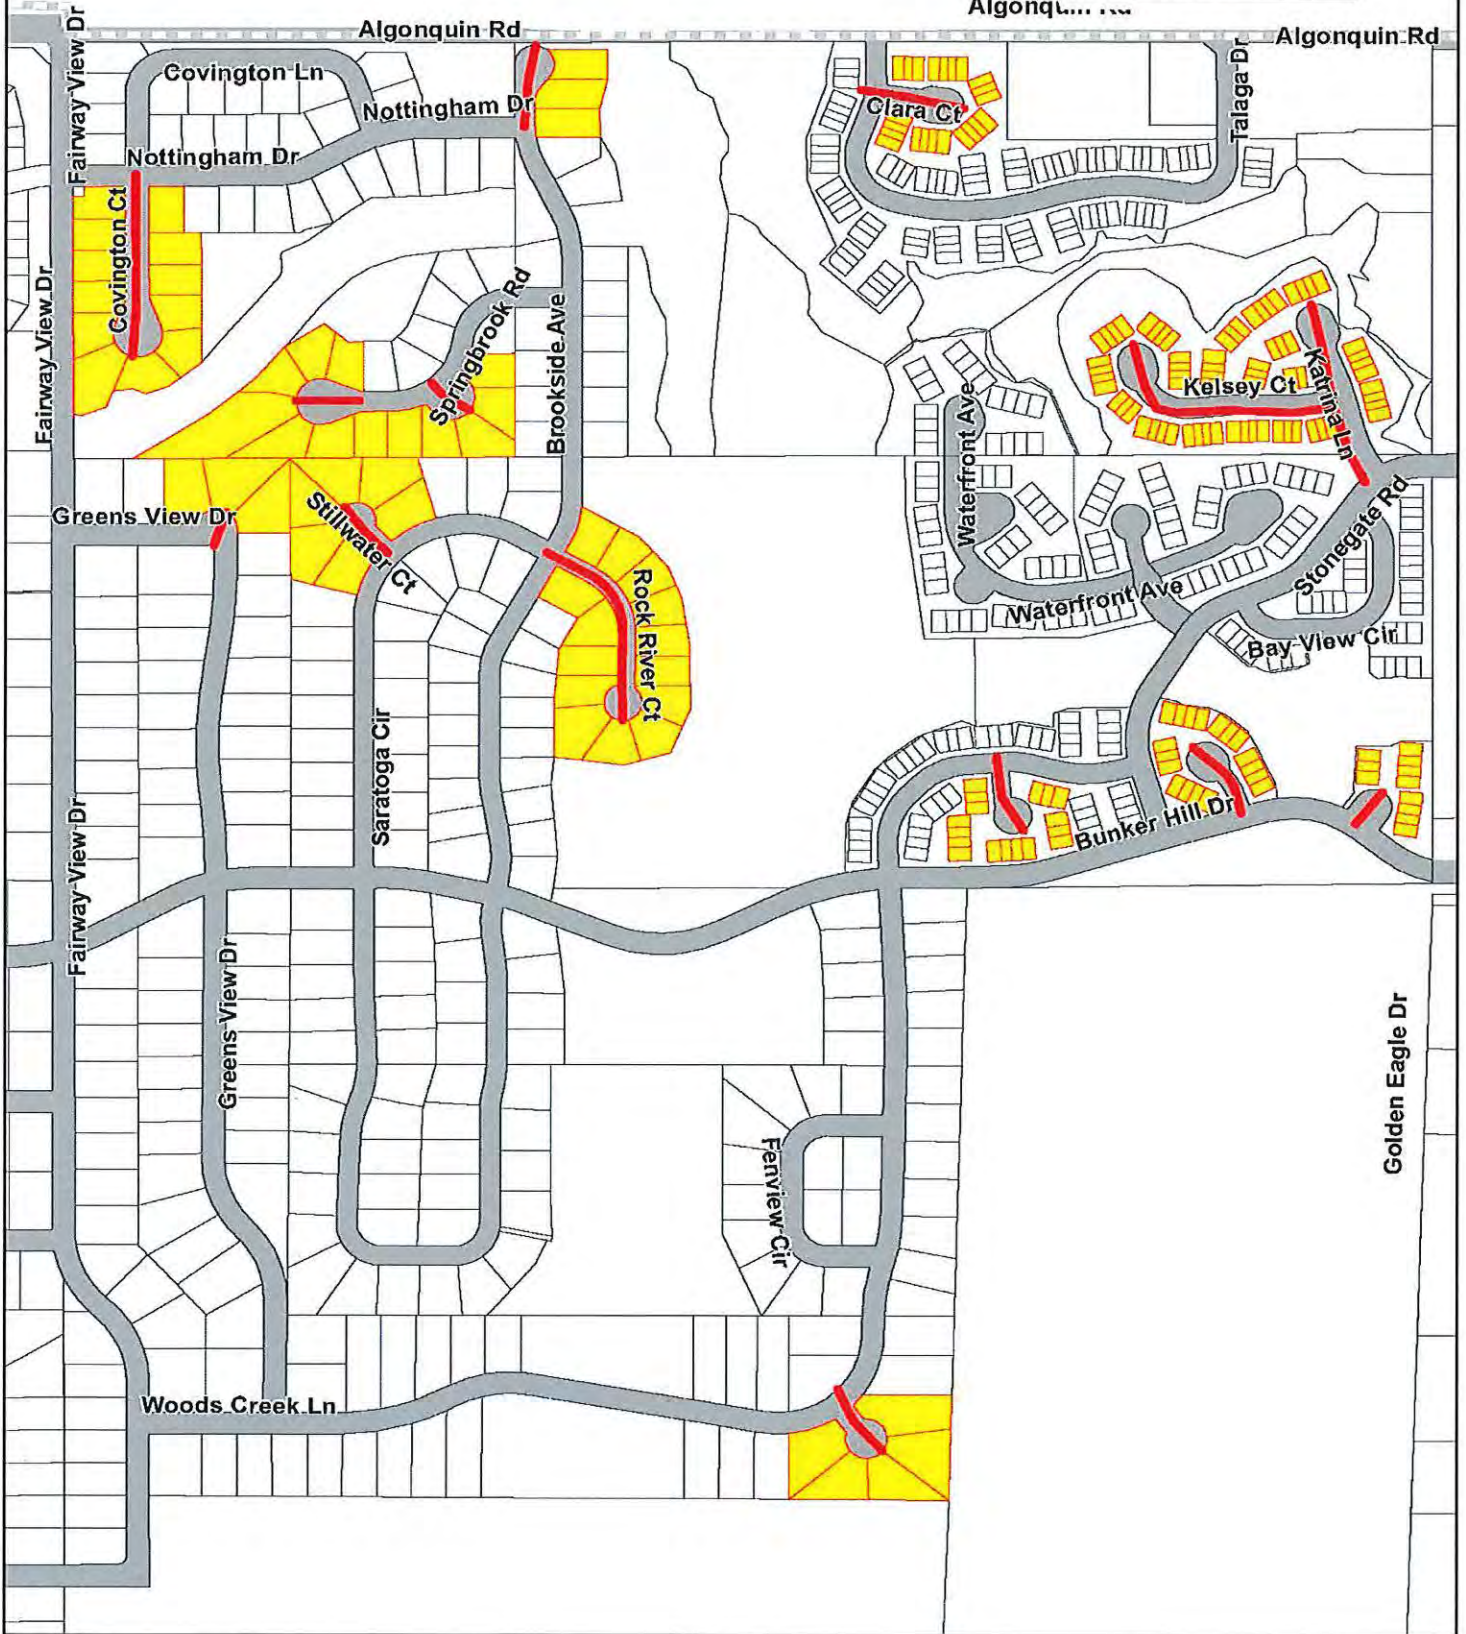 Algonquin Rd
Algonquin Rd
Fairway View Dr
Covington Ln
Nottingham Dr
Clara Ct
Talaga Dr
Nottingham Dr
Covington Ct
Fairway View Dr
Springbrook Rd
Brookside Ave
Kelsey Ct
Katrina Ln
Waterfront Ave
Greens View Dr
Stillwater Ct
Stonegate Rd
Rock River Ct
Waterfront Ave
Bay View Cir
Saratoga Cir
Bunker Hill Dr
Fairway View Dr
Greens View Dr
Golden Eagle Dr
Fenview Cir
Woods Creek Ln